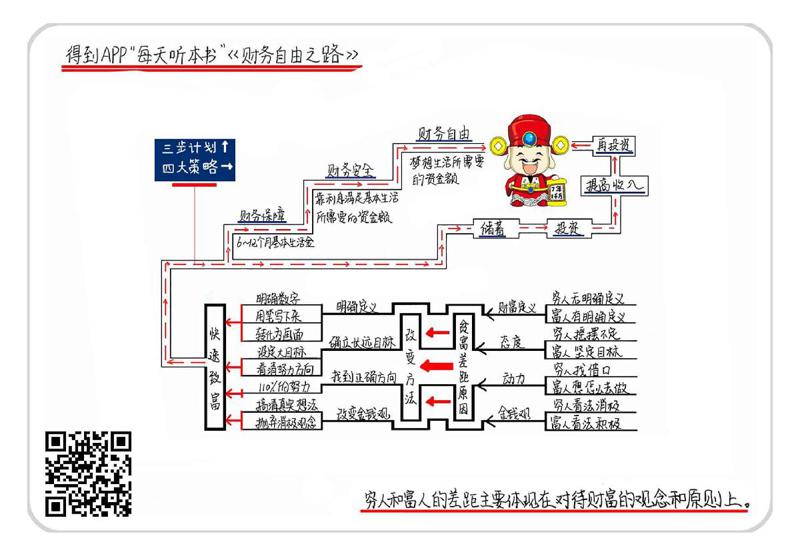 得到APP“每天听本书”《财务自由之路》
三步计划↑
四大策略→
财务自由
梦想生活所需要
的资金额
财务安全
靠利息满足基本生活
所需要的资金额
财务保障
6~12个月基本生活金
再投资
提高收入
储蓄
投资
快速致富
明确数字
用笔写下来
转化为画面
设定大目标
看清努力方向
110%的努力
搞清真实想法
抛弃消极观念
明确定义
确立长远目标
找到正确方向
改变金钱观
改变方法
贫富差距原因
财富定义
态度
动力
金钱观
穷人无明确定义
富人有明确定义
穷人摇摆不定
富人坚定目标
穷人找借口
富人想怎么去做
穷人看法消极
富人看法积极
穷人和富人的差距主要体现在对待财富的观念和原则上。